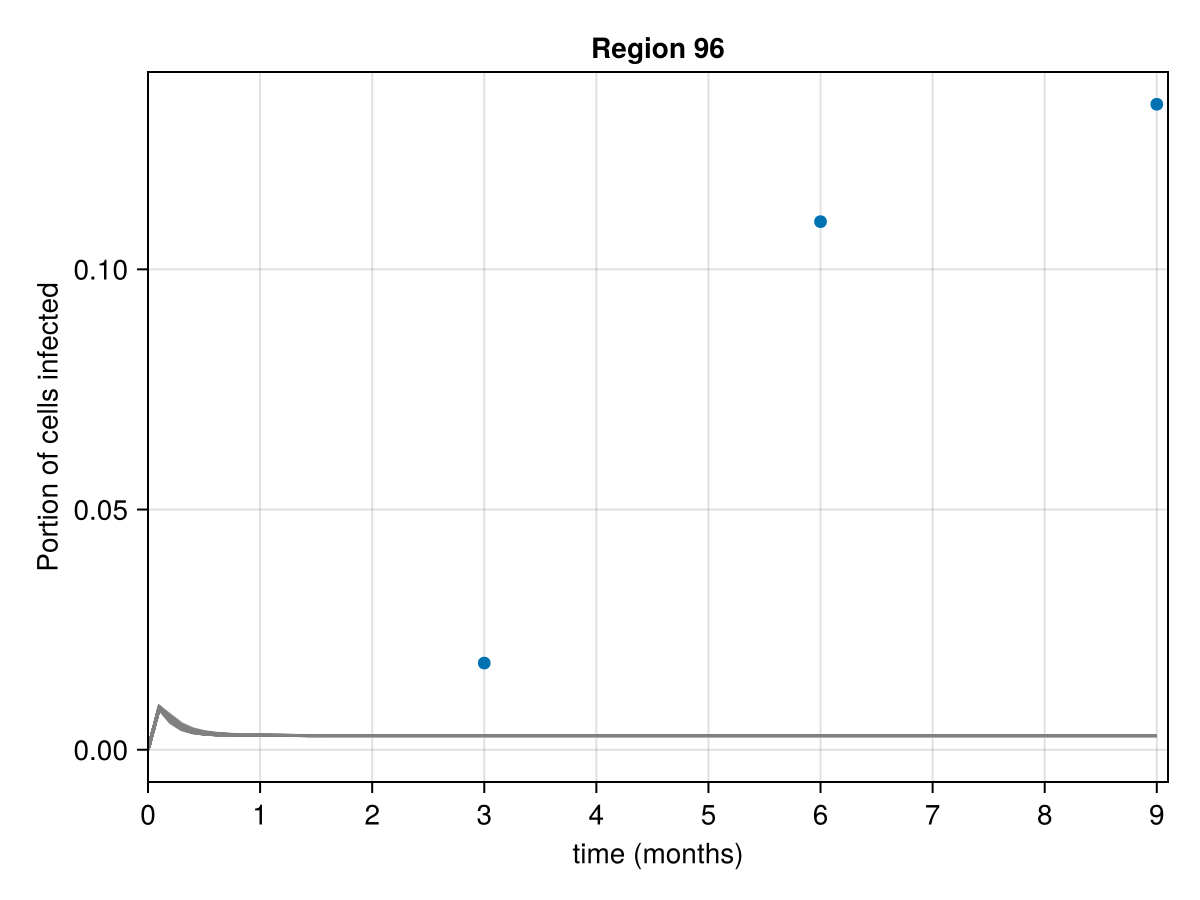 Region 96
Portion of cells infected
0.10
0.05
0.00
0 1 2 3 4 5 6 7 8 9
time (months)